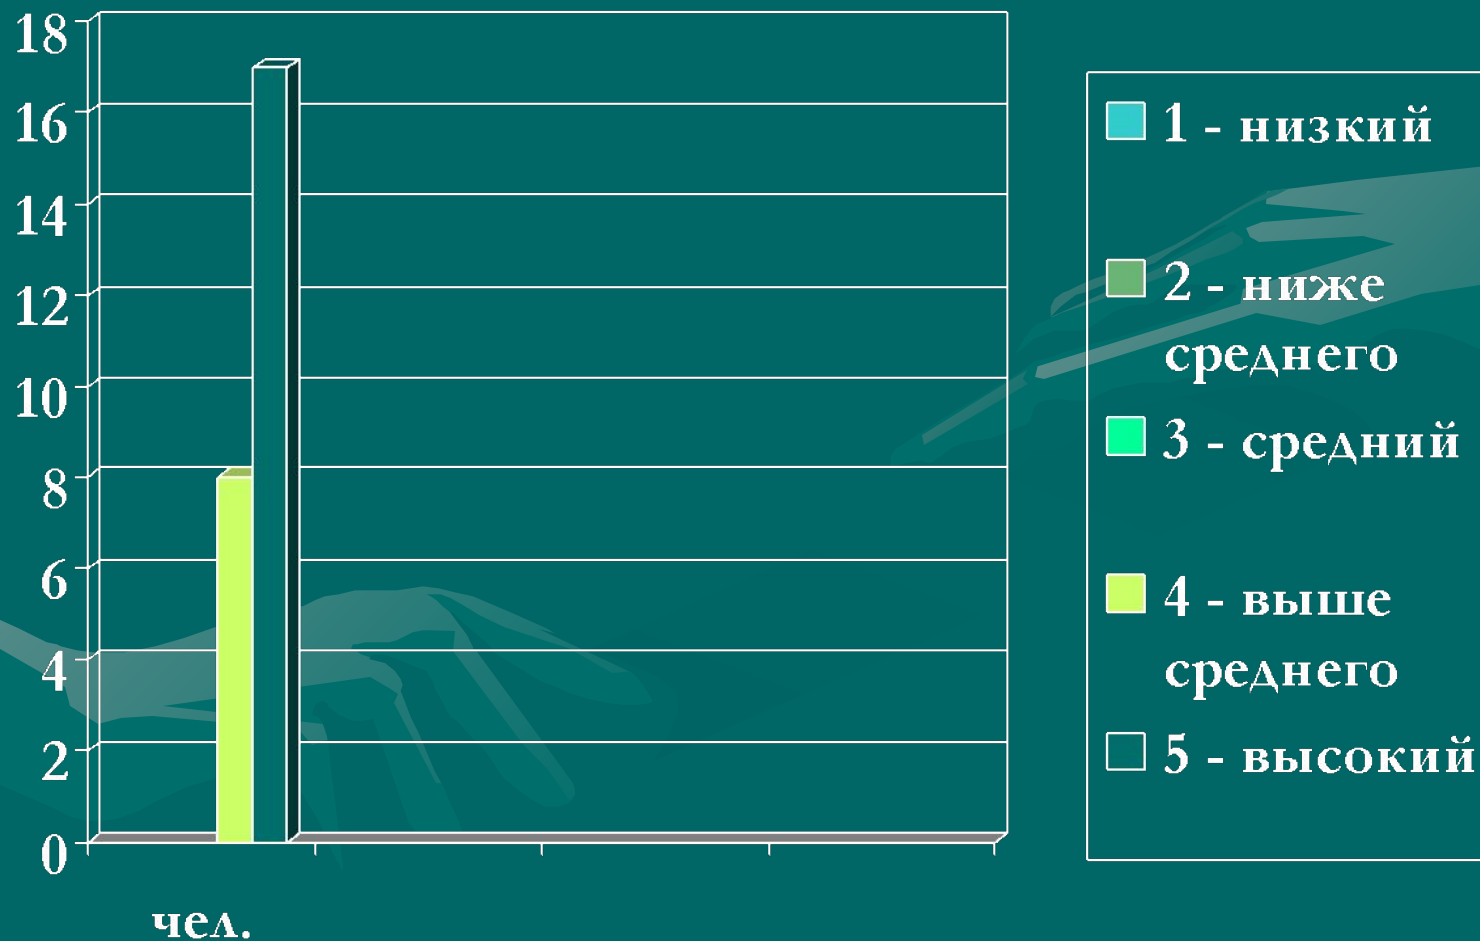 18
16
14
12
10
8
6
4
2
0
чел.
1 - низкий
2 - ниже
среднего
3 - средний
4 - выше
среднего
5 - высокий